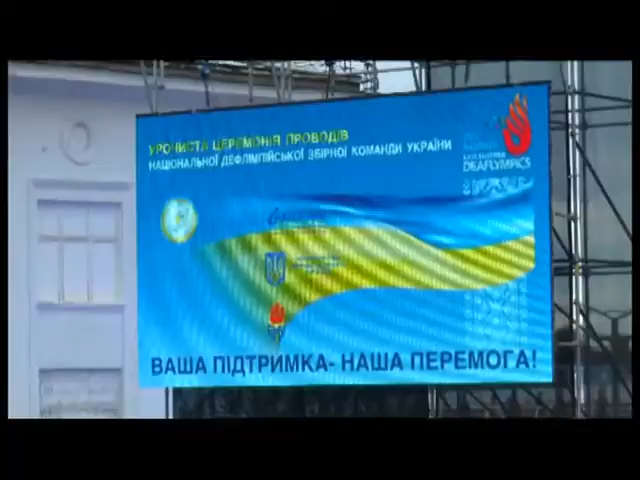 УРОЧИСТА ЦЕРЕМОНІЯ ПРОВОДІВ
НАЦІОНАЛЬНОЇ ДЕФЛІМПІЙСЬКОЇ ЗБІРНОЇ КОМАНДИ УКРАЇНИ
DEAFLYMPICS
ВАША ПІДТРИМКА- НАША ПЕРЕМОГА!